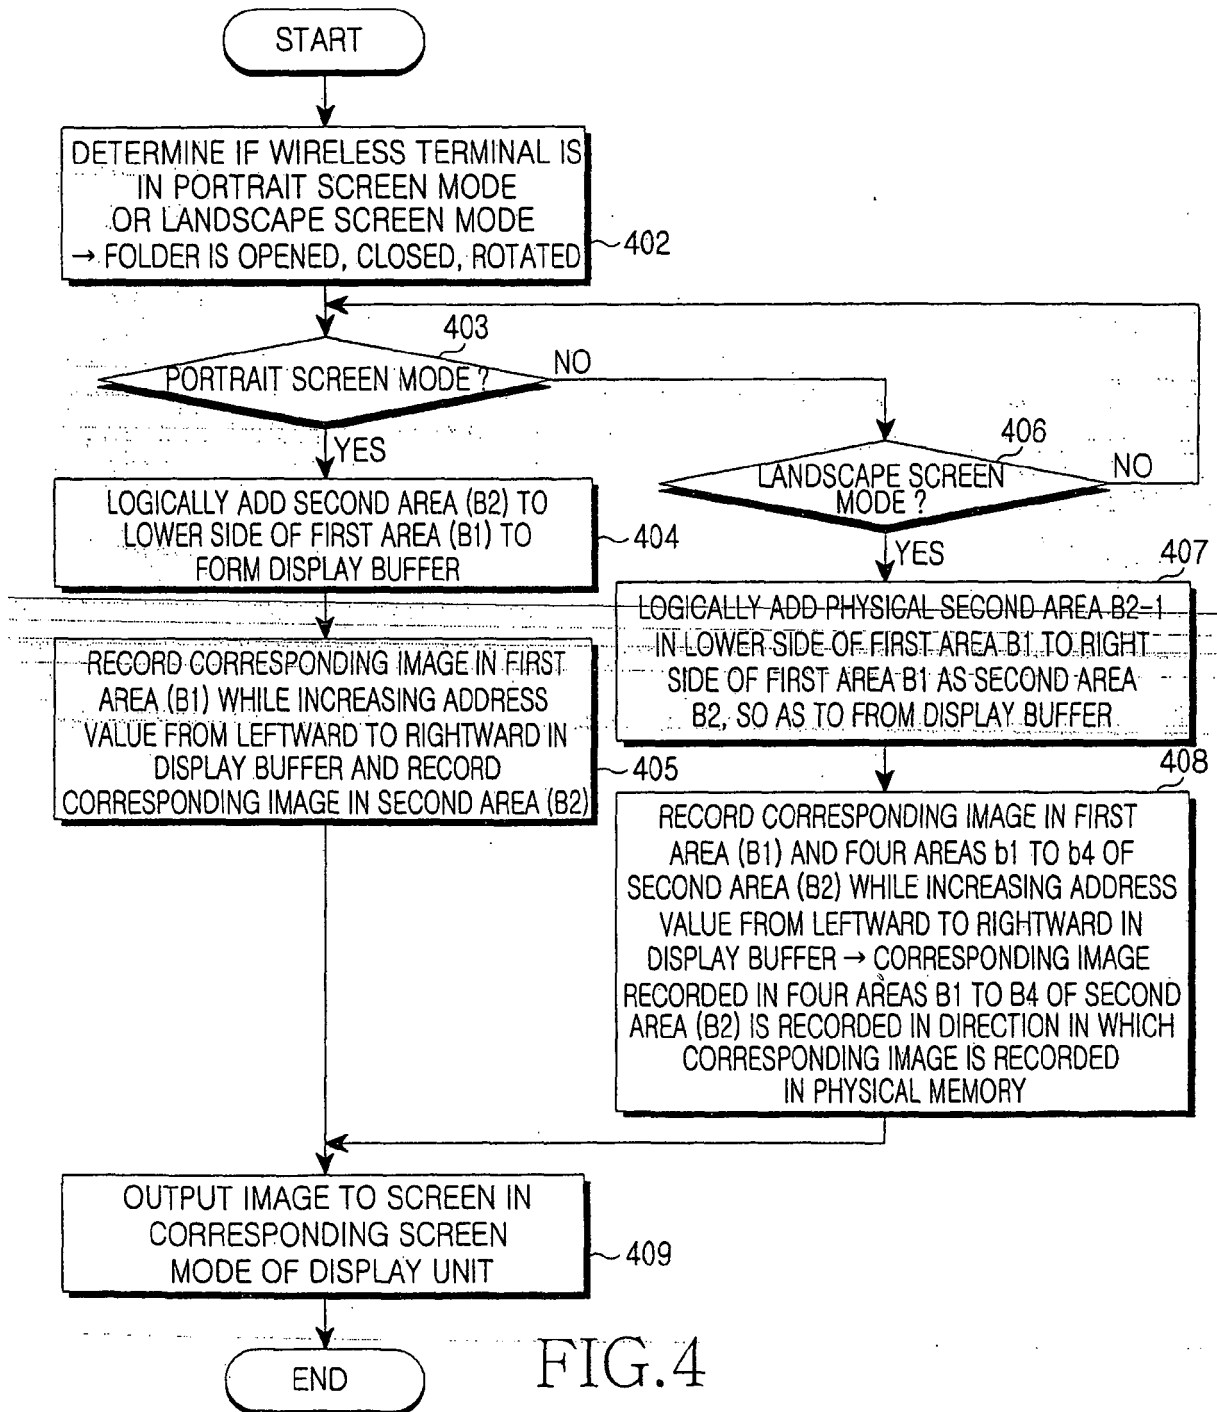 START
DETERMINE IF WIRELESS TERMINAL IS
IN PORTRAIT SCREEN MODE
OR LANDSCAPE SCREEN MODE
→ FOLDER IS OPENED, CLOSED, ROTATED
402
403
PORTRAIT SCREEN MODE ?
NO
YES
LOGICALLY ADD SECOND AREA (B2) TO
LOWER SIDE OF FIRST AREA (B1) TO
FORM DISPLAY BUFFER
404
RECORD CORRESPONDING IMAGE IN FIRST
AREA (B1) WHILE INCREASING ADDRESS
VALUE FROM LEFTWARD TO RIGHTWARD IN
DISPLAY BUFFER AND RECORD
CORRESPONDING IMAGE IN SECOND AREA (B2)
405
406
LANDSCAPE SCREEN
MODE ?
NO
YES
407
LOGICALLY ADD PHYSICAL SECOND AREA B2-1
IN LOWER SIDE OF FIRST AREA B1 TO RIGHT
SIDE OF FIRST AREA B1 AS SECOND AREA
B2, SO AS TO FROM DISPLAY BUFFER
408
RECORD CORRESPONDING IMAGE IN FIRST
AREA (B1) AND FOUR AREAS b1 TO b4 OF
SECOND AREA (B2) WHILE INCREASING ADDRESS
VALUE FROM LEFTWARD TO RIGHTWARD IN
DISPLAY BUFFER → CORRESPONDING IMAGE
RECORDED IN FOUR AREAS B1 TO B4 OF SECOND
AREA (B2) IS RECORDED IN DIRECTION IN WHICH
CORRESPONDING IMAGE IS RECORDED
IN PHYSICAL MEMORY
OUTPUT IMAGE TO SCREEN IN
CORRESPONDING SCREEN
MODE OF DISPLAY UNIT
409
END
FIG.4